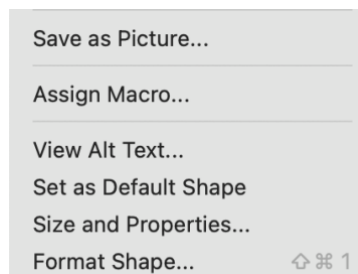 Save as Picture...
Assign Macro...
View Alt Text...
Set as Default Shape
Size and Properties...
Format Shape... ⇧⌘ 1